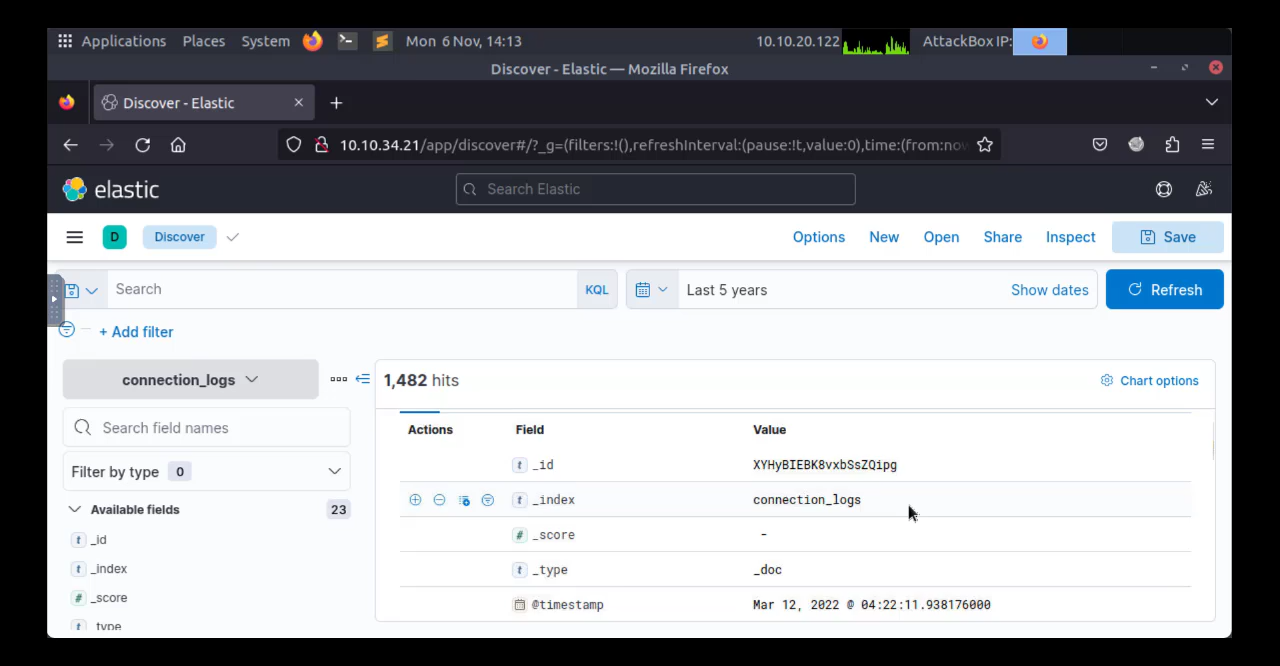 Applications Places System Mon 6 Nov, 14:13 10.10.20.122 AttackBox IP:
Discover - Elastic — Mozilla Firefox
Discover - Elastic
10.10.34.21/app/discover#/?_g=(filters:!(),refreshInterval:(pause:!t,value:0),time:(from:now
elastic Search Elastic
D Discover Options New Open Share Inspect Save
Search KQL Last 5 years Show dates Refresh
+ Add filter
connection_logs 1,482 hits Chart options
Search field names
Filter by type 0
Available fields 23
t _id
t _index
# _score
t _type
Actions Field Value
t _id XYHyBIEBK8vxbSsZQipg
t _index connection_logs
# _score -
t _type _doc
@timestamp Mar 12, 2022 @ 04:22:11.938176000